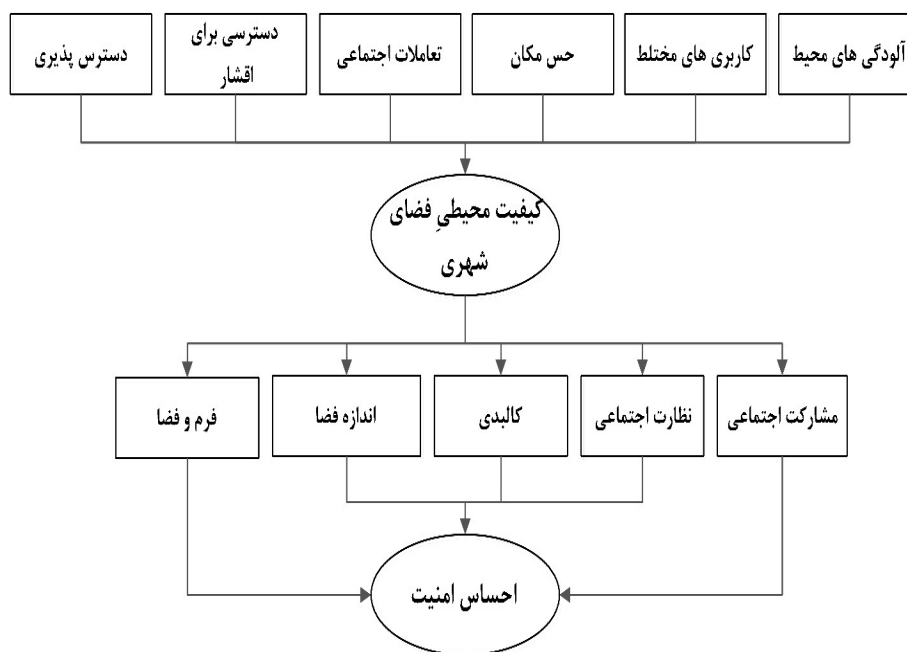 آلودگی های محیط
کاربری های مختلط
حس مکان
تعاملات اجتماعی
دسترسی برای
اقشار
دسترس پذیری
کیفیت محیطیِ فضای
شهری
مشارکت اجتماعی
نظارت اجتماعی
کالبدی
اندازه فضا
فرم و فضا
احساس امنیت